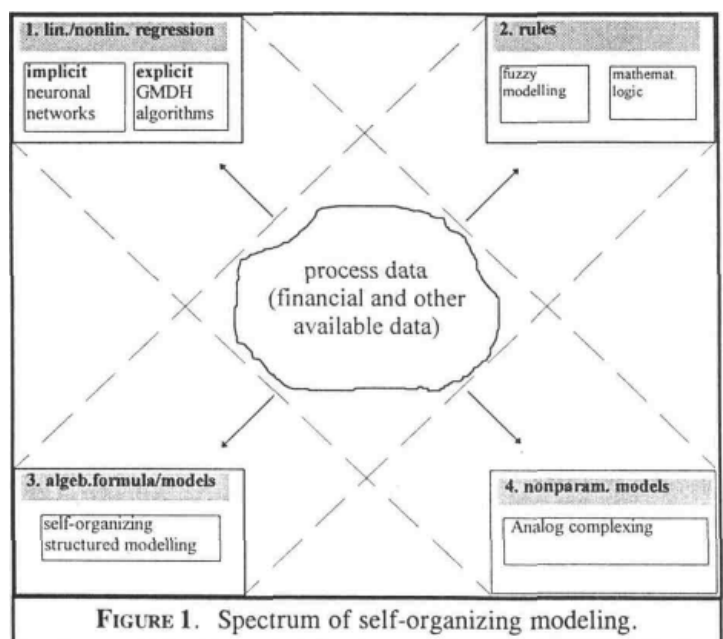 1. lin./nonlin. regression
implicit
neuronal
networks
explicit
GMDH
algorithms
2. rules
fuzzy
modelling
mathemat.
logic
process data
(financial and other
available data)
3. algeb.formula/models
self-organizing
structured modelling
4. nonparam. models
Analog complexing
FIGURE 1. Spectrum of self-organizing modeling.